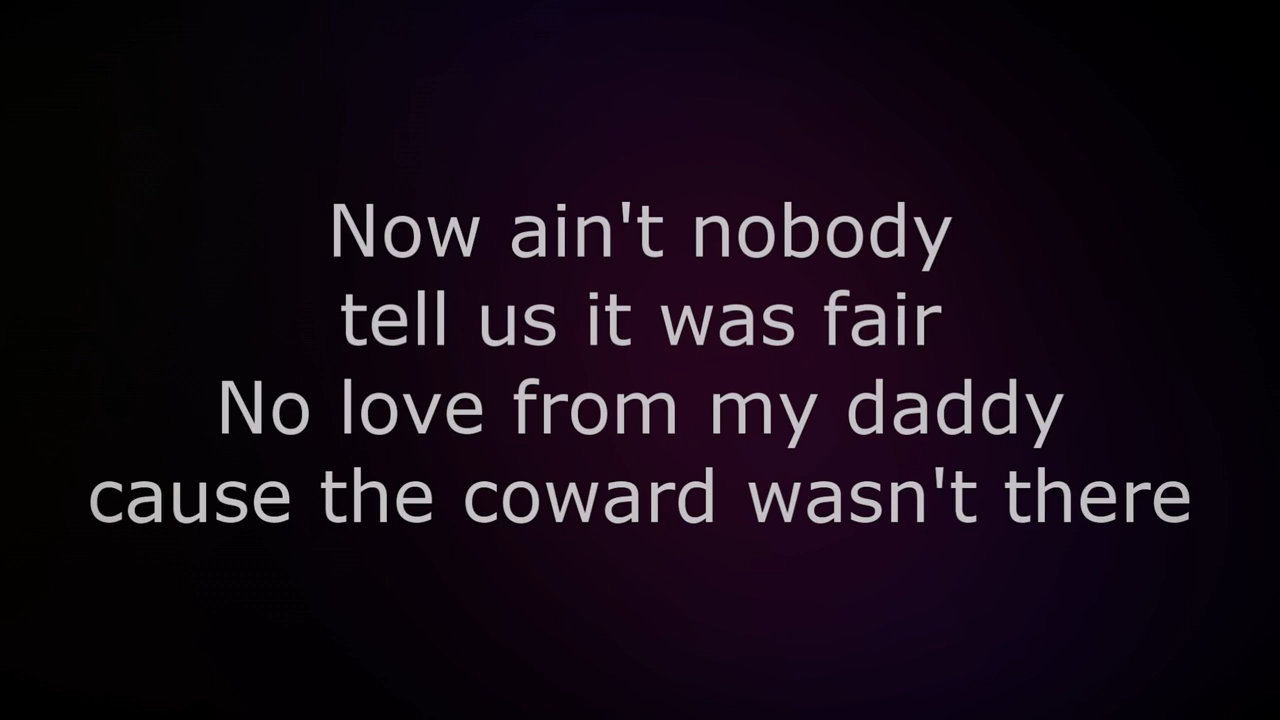 Now ain't nobody
tell us it was fair
No love from my daddy
cause the coward wasn't there